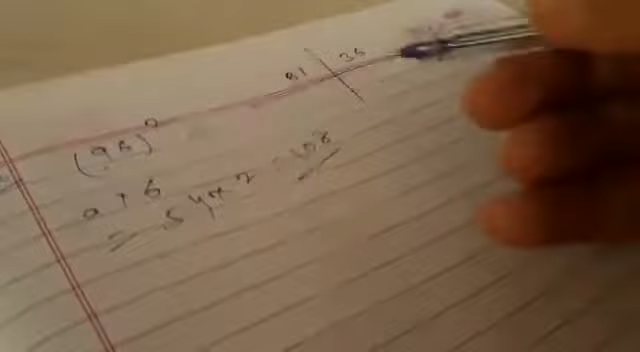 81 36
(96)²
9 + 6
= 54 × 2 = 108